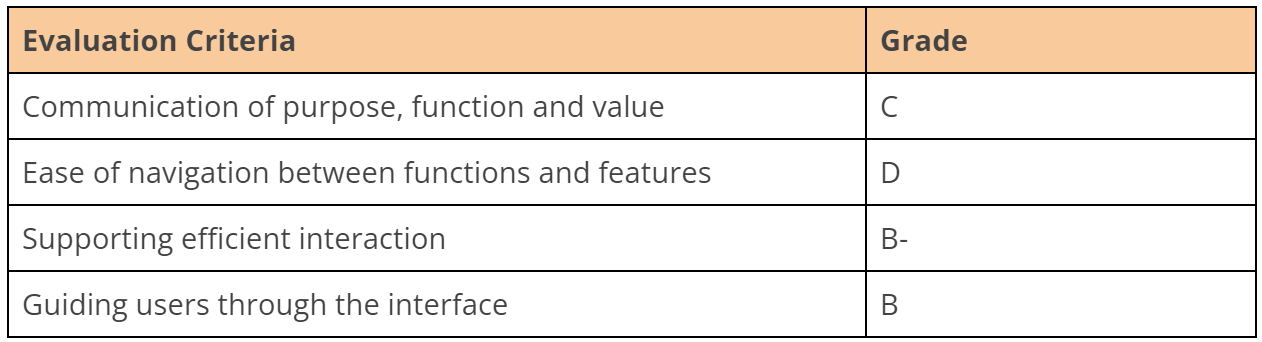 Evaluation Criteria Grade
Communication of purpose, function and value C
Ease of navigation between functions and features D
Supporting efficient interaction B-
Guiding users through the interface B